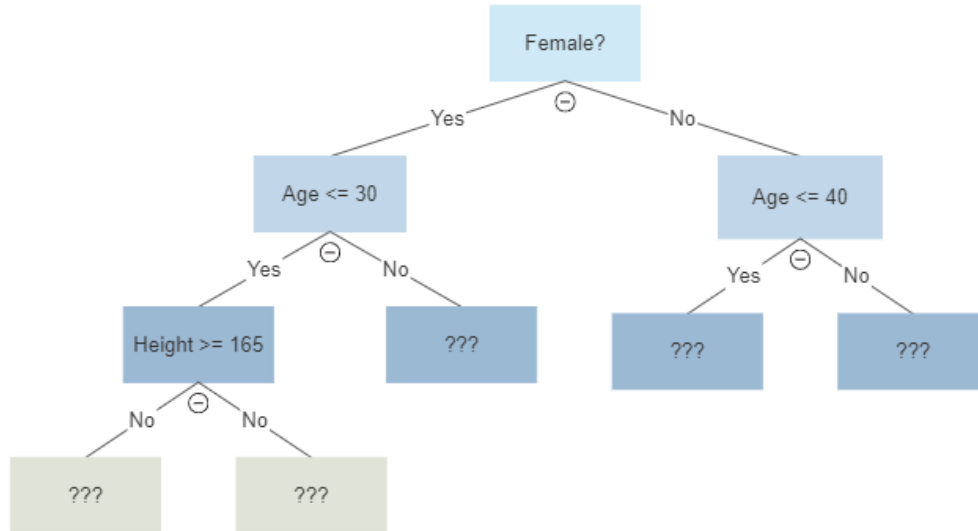 Female?
Yes
No
Age <= 30
Age <= 40
Yes
No
Yes
No
Height >= 165
???
???
???
No
No
???
???